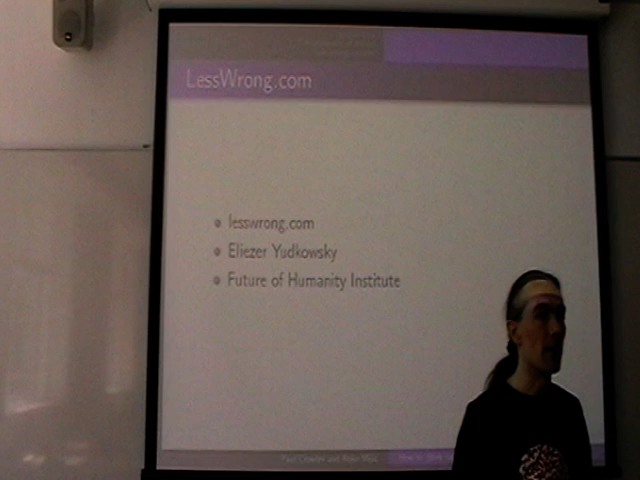 LessWrong.com
lesswrong.com
Eliezer Yudkowsky
Future of Humanity Institute